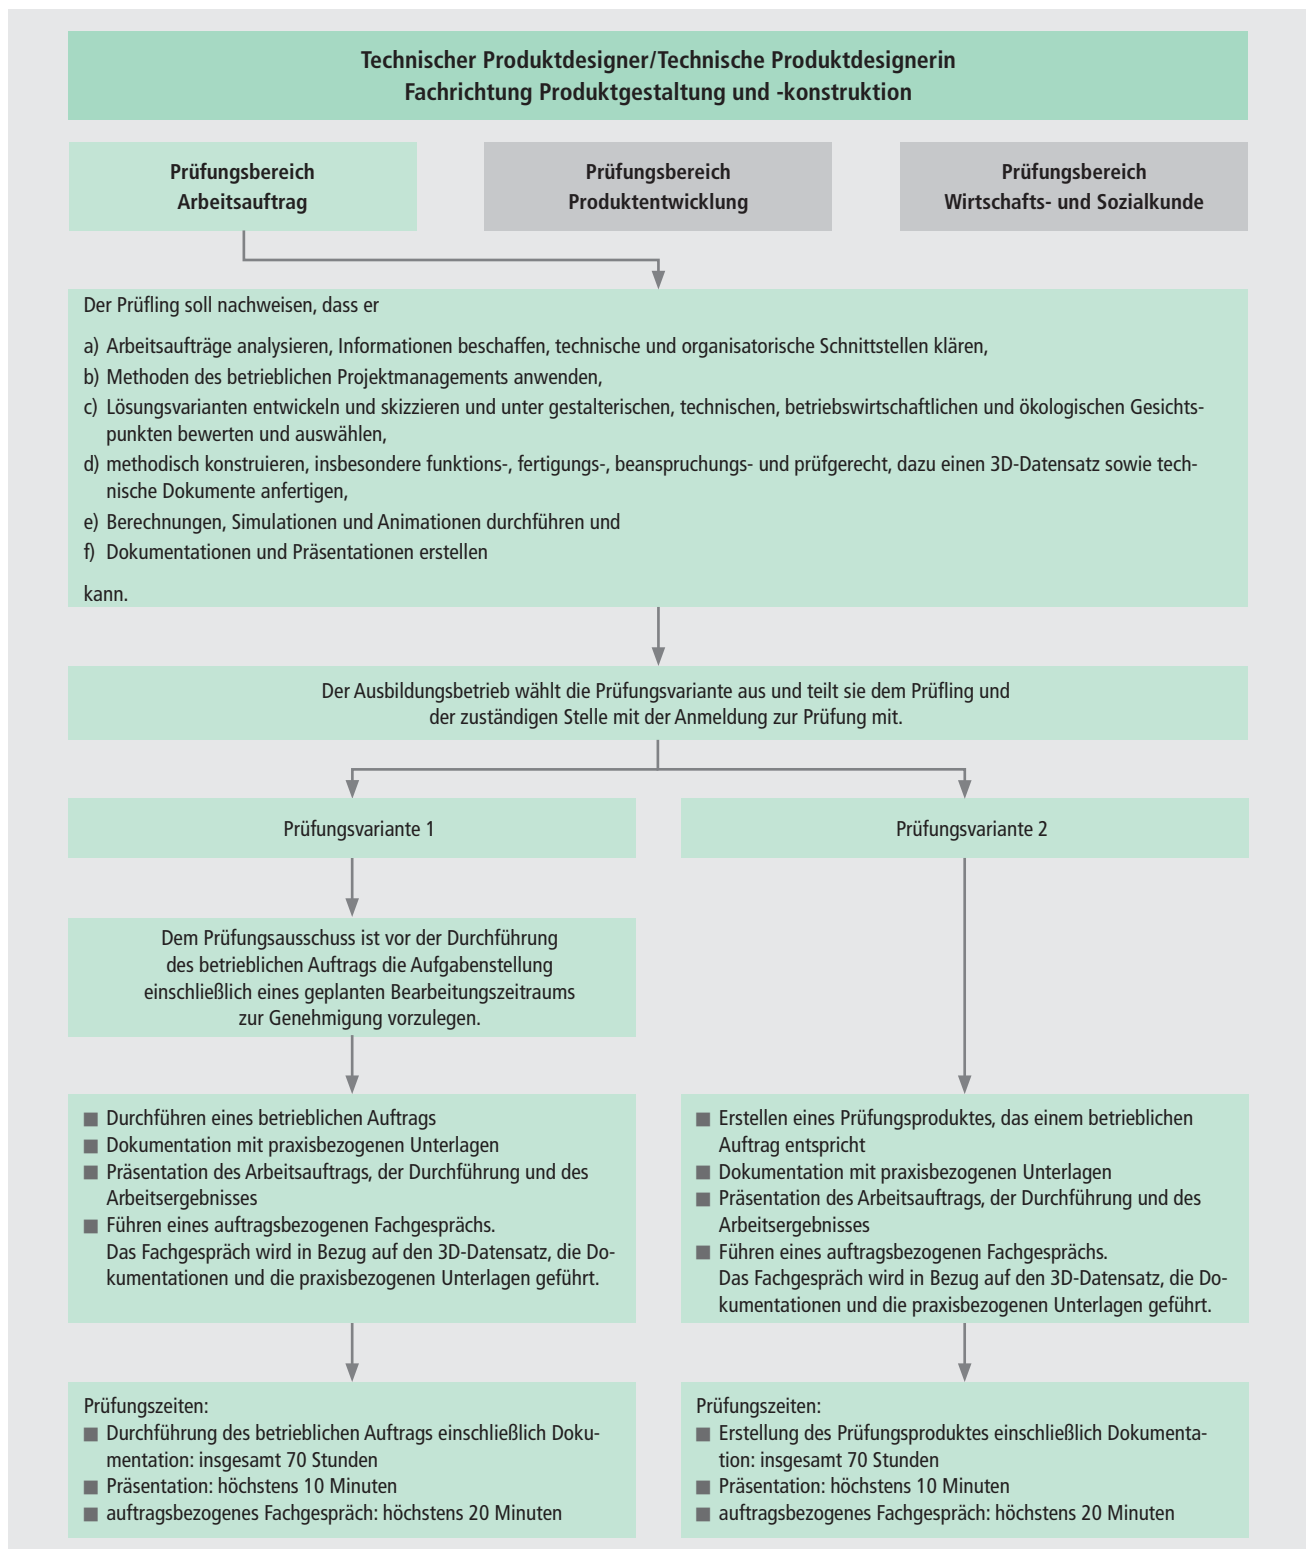 Technischer Produktdesigner/Technische Produktdesignerin
Fachrichtung Produktgestaltung und -konstruktion
Prüfungsbereich
Arbeitsauftrag
Prüfungsbereich
Produktentwicklung
Prüfungsbereich
Wirtschafts- und Sozialkunde
Der Prüfling soll nachweisen, dass er
a) Arbeitsaufträge analysieren, Informationen beschaffen, technische und organisatorische Schnittstellen klären,
b) Methoden des betrieblichen Projektmanagements anwenden,
c) Lösungsvarianten entwickeln und skizzieren und unter gestalterischen, technischen, betriebswirtschaftlichen und ökologischen Gesichts-
punkten bewerten und auswählen,
d) methodisch konstruieren, insbesondere funktions-, fertigungs-, beanspruchungs- und prüfgerecht, dazu einen 3D-Datensatz sowie tech-
nische Dokumente anfertigen,
e) Berechnungen, Simulationen und Animationen durchführen und
f) Dokumentationen und Präsentationen erstellen
kann.
Der Ausbildungsbetrieb wählt die Prüfungsvariante aus und teilt sie dem Prüfling und
der zuständigen Stelle mit der Anmeldung zur Prüfung mit.
Prüfungsvariante 1
Prüfungsvariante 2
Dem Prüfungsausschuss ist vor der Durchführung
des betrieblichen Auftrags die Aufgabenstellung
einschließlich eines geplanten Bearbeitungszeitraums
zur Genehmigung vorzulegen.
■ Durchführen eines betrieblichen Auftrags
■ Dokumentation mit praxisbezogenen Unterlagen
■ Präsentation des Arbeitsauftrags, der Durchführung und des
Arbeitsergebnisses
■ Führen eines auftragsbezogenen Fachgesprächs.
Das Fachgespräch wird in Bezug auf den 3D-Datensatz, die Do-
kumentationen und die praxisbezogenen Unterlagen geführt.
■ Erstellen eines Prüfungsproduktes, das einem betrieblichen
Auftrag entspricht
■ Dokumentation mit praxisbezogenen Unterlagen
■ Präsentation des Arbeitsauftrags, der Durchführung und des
Arbeitsergebnisses
■ Führen eines auftragsbezogenen Fachgesprächs.
Das Fachgespräch wird in Bezug auf den 3D-Datensatz, die Do-
kumentationen und die praxisbezogenen Unterlagen geführt.
Prüfungszeiten:
■ Durchführung des betrieblichen Auftrags einschließlich Doku-
mentation: insgesamt 70 Stunden
■ Präsentation: höchstens 10 Minuten
■ auftragsbezogenes Fachgespräch: höchstens 20 Minuten
Prüfungszeiten:
■ Erstellung des Prüfungsproduktes einschließlich Dokumenta-
tion: insgesamt 70 Stunden
■ Präsentation: höchstens 10 Minuten
■ auftragsbezogenes Fachgespräch: höchstens 20 Minuten